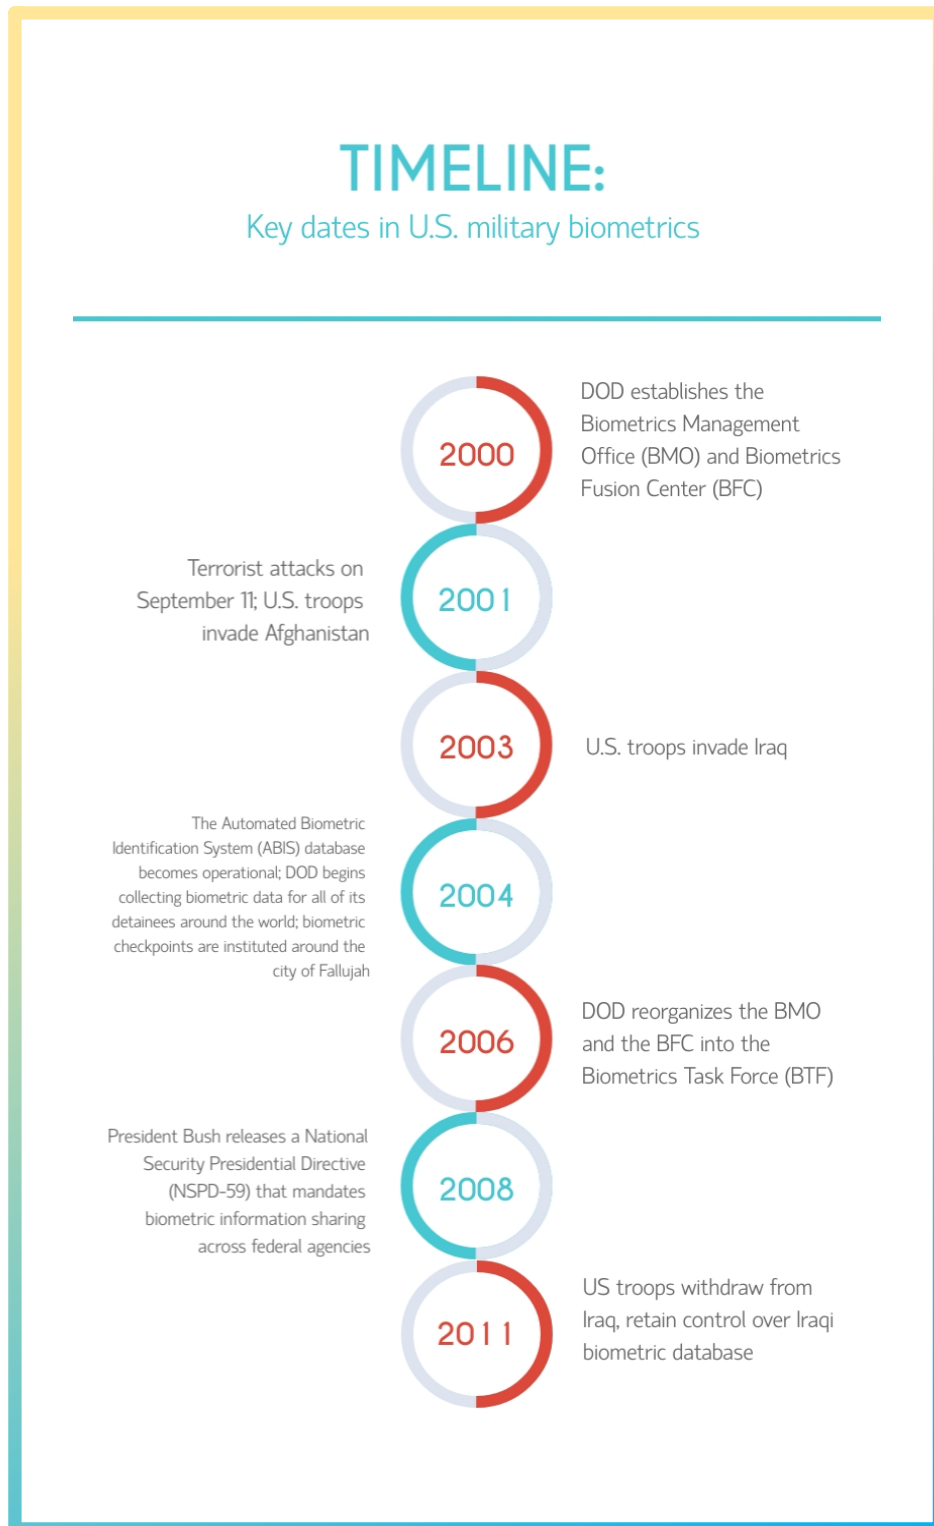 TIMELINE:
Key dates in U.S. military biometrics
2000
DOD establishes the
Biometrics Management
Office (BMO) and Biometrics
Fusion Center (BFC)
Terrorist attacks on
September 11; U.S. troops
invade Afghanistan
2001
2003
U.S. troops invade Iraq
The Automated Biometric
Identification System (ABIS) database
becomes operational; DOD begins
collecting biometric data for all of its
detainees around the world; biometric
checkpoints are instituted around the
city of Fallujah
2004
2006
DOD reorganizes the BMO
and the BFC into the
Biometrics Task Force (BTF)
President Bush releases a National
Security Presidential Directive
(NSPD-59) that mandates
biometric information sharing
across federal agencies
2008
2011
US troops withdraw from
Iraq, retain control over Iraqi
biometric database